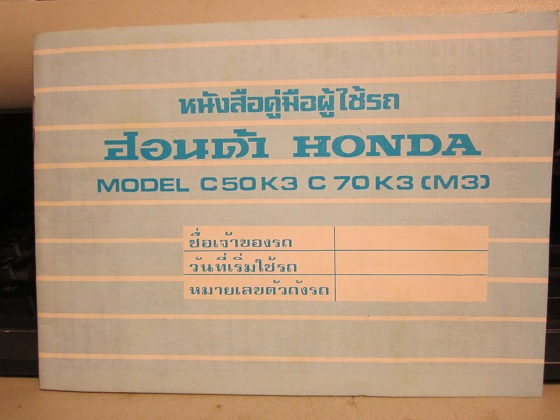 หนังสือคู่มือผู้ใช้รถ
ฮอนด้า HONDA
MODEL C50K3 C70K3 (M3)
ชื่อเจ้าของรถ
วันที่เริ่มใช้รถ
หมายเลขตัวถังรถ